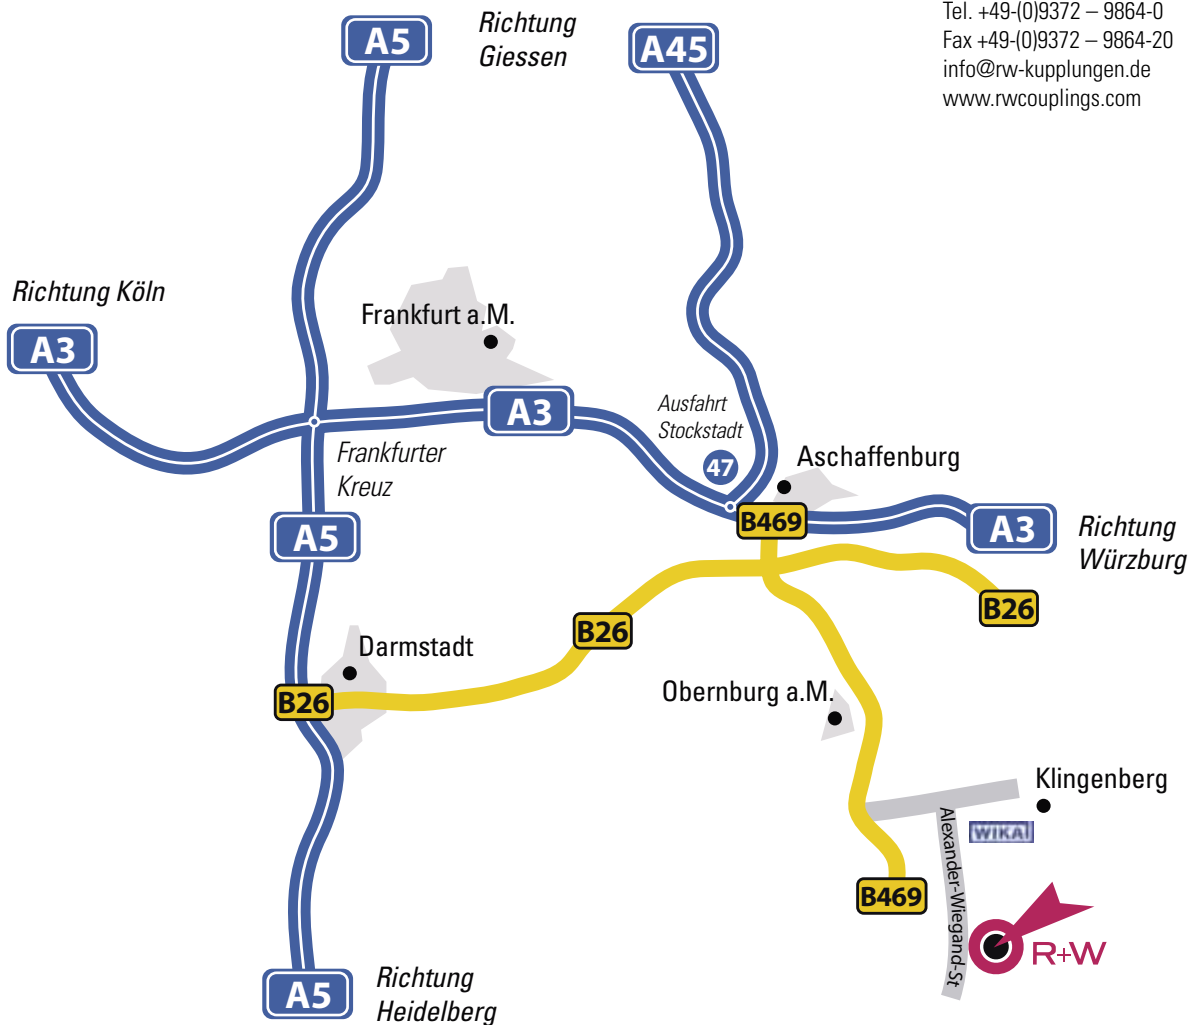 Tel. +49-(0)9372 – 9864-0
Fax +49-(0)9372 – 9864-20
info@rw-kupplungen.de
www.rwcouplings.com
A5
Richtung
Giessen
A45
Richtung Köln
A3
Frankfurt a.M.
A3
Ausfahrt
Stockstadt
47
Frankfurter
Kreuz
Aschaffenburg
B469
A5
A3
Richtung
Würzburg
B26
B26
Darmstadt
B26
Obernburg a.M.
Klingenberg
WIKA
Alexander-Wiegand-St
B469
R+W
A5
Richtung
Heidelberg